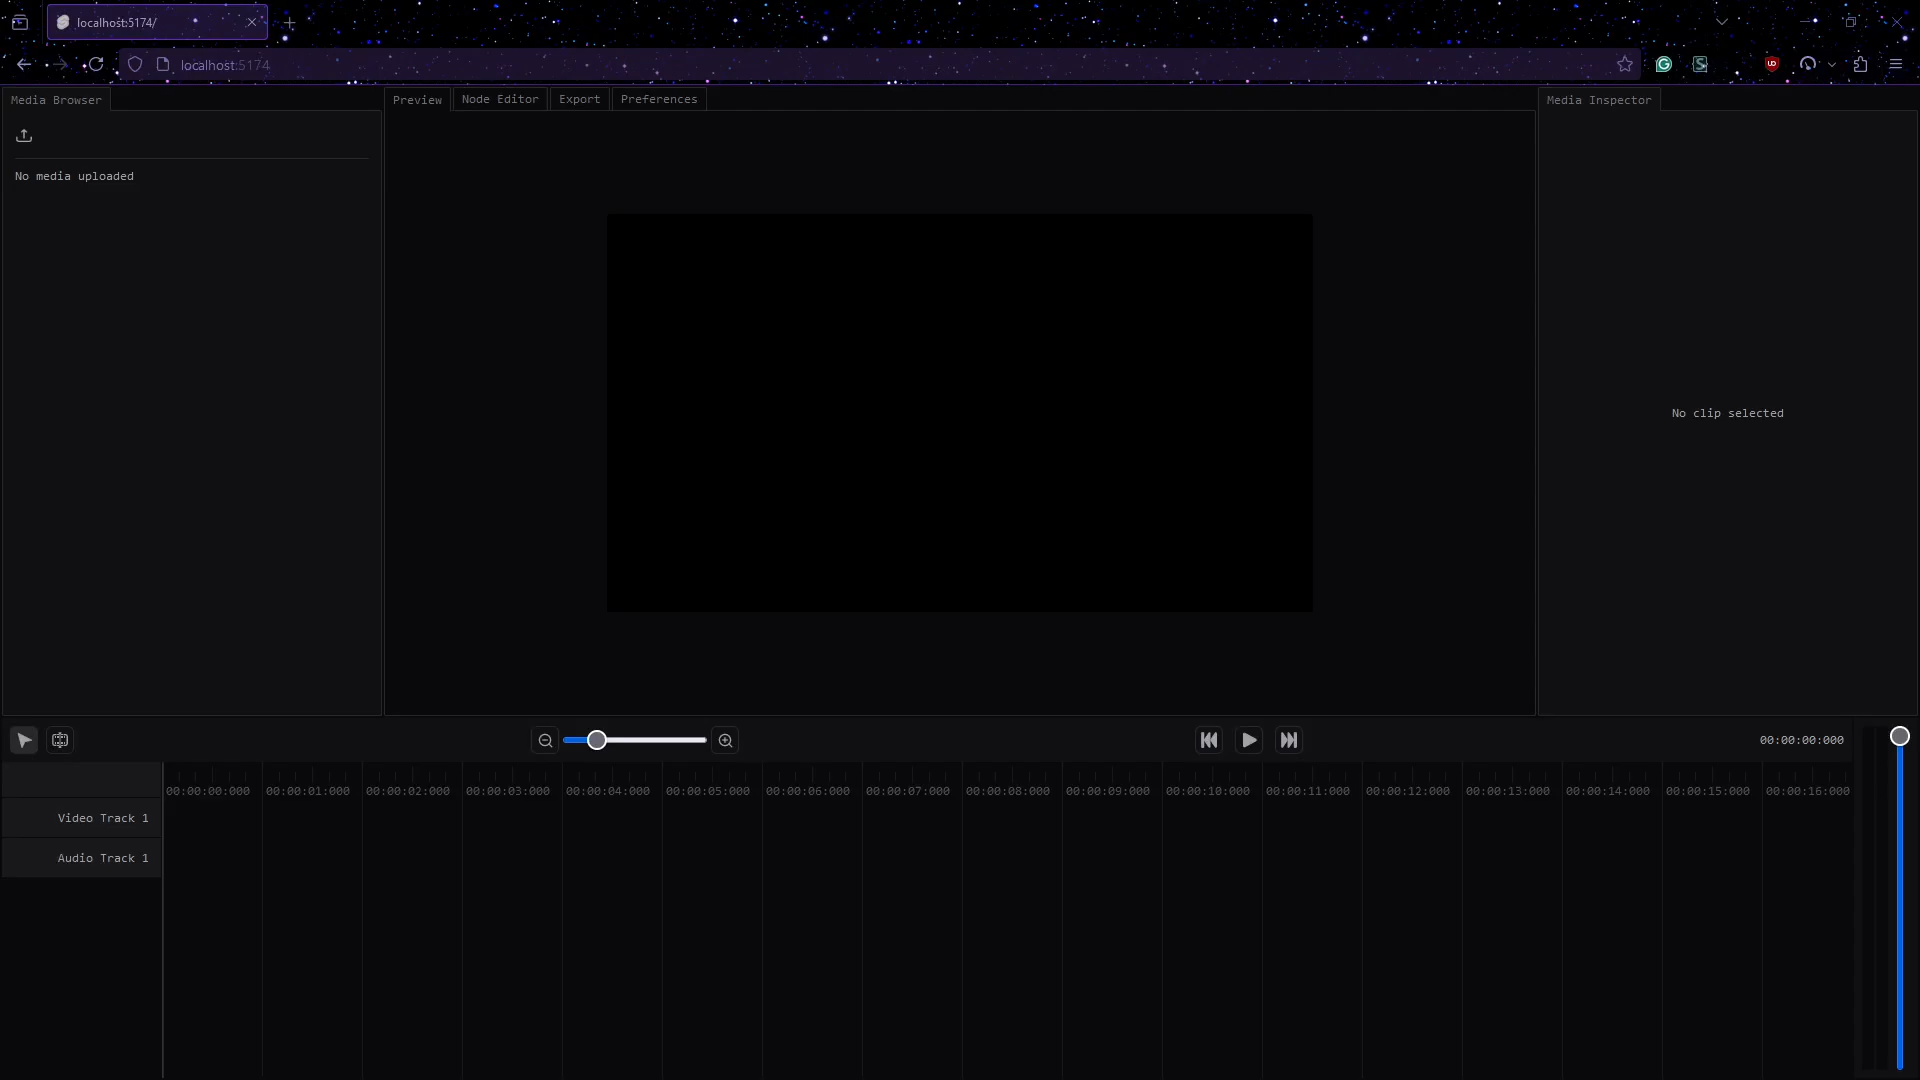 localhost:5174/
localhost:5174
Media Browser
Preview
Node Editor
Export
Preferences
Media Inspector
No media uploaded
No clip selected
00:00:00:000
00:00:00:000 00:00:01:000 00:00:02:000 00:00:03:000 00:00:04:000 00:00:05:000 00:00:06:000 00:00:07:000 00:00:08:000 00:00:09:000 00:00:10:000 00:00:11:000 00:00:12:000 00:00:13:000 00:00:14:000 00:00:15:000 00:00:16:000
Video Track 1
Audio Track 1